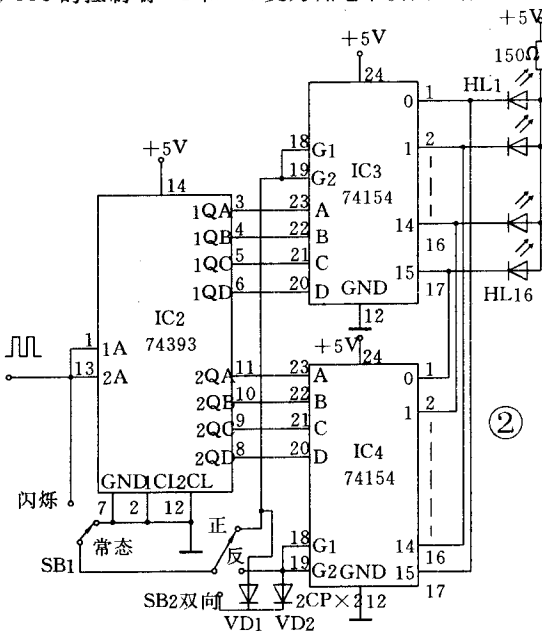 +5V
150Ω
+5V
24
HL1
0 1
1 2
18 G1
19 G2
IC3
74154
+5V
14
23 A
22 B
21 C
20 D
14
16
15
17
GND
12
HL16
1QA 3
1QB 4
1QC 5
1QD 6
IC2
74393
1 1A
13 2A
2QA 11
2QB 10
2QC 9
2QD 8
GND 1CL 2CL
7 2 12
+5V
24
23 A
22 B
21 C
20 D
0 1
1 2
IC4
74154
②
18 G1
19 G2
GND
12
14
16
15
17
闪烁
常态
SB1
正
反
SB2双向
VD1 VD2
2CP×2